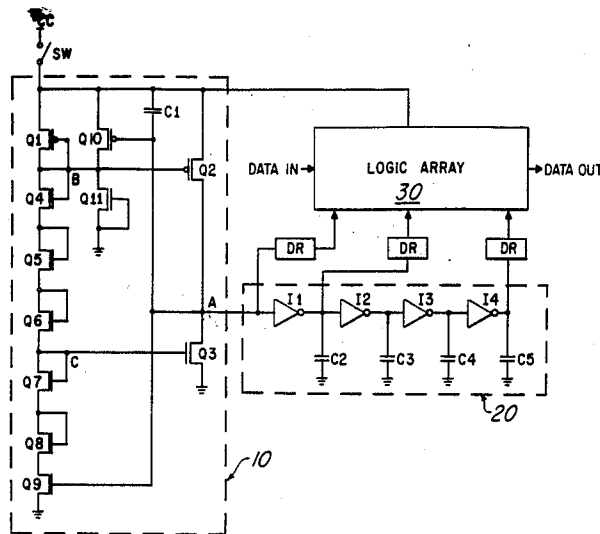 CC
SW
C1
Q1
Q10
Q2
B
Q4
Q11
Q5
Q6
A
C
Q3
Q7
Q8
Q9
10
DATA IN
LOGIC ARRAY
30
DATA OUT
DR
DR
DR
I1
I2
I3
I4
C2
C3
C4
C5
20